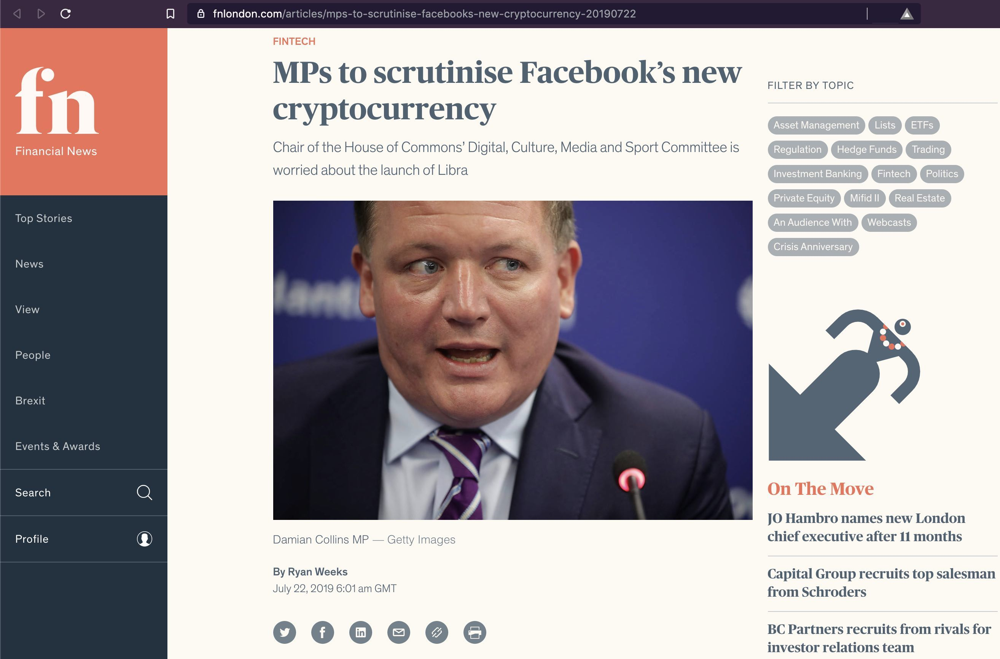 fnlondon.com/articles/mps-to-scrutinise-facebooks-new-cryptocurrency-20190722
fn
Financial News
Top Stories
News
View
People
Brexit
Events & Awards
Search
Profile
FINTECH
MPs to scrutinise Facebook’s new
cryptocurrency
Chair of the House of Commons’ Digital, Culture, Media and Sport Committee is
worried about the launch of Libra
lant
Damian Collins MP — Getty Images
By Ryan Weeks
July 22, 2019 6:01 am GMT
FILTER BY TOPIC
Asset Management Lists ETFs
Regulation Hedge Funds Trading
Investment Banking Fintech Politics
Private Equity Mifid II Real Estate
An Audience With Webcasts
Crisis Anniversary
On The Move
JO Hambro names new London
chief executive after 11 months
Capital Group recruits top salesman
from Schroders
BC Partners recruits from rivals for
investor relations team